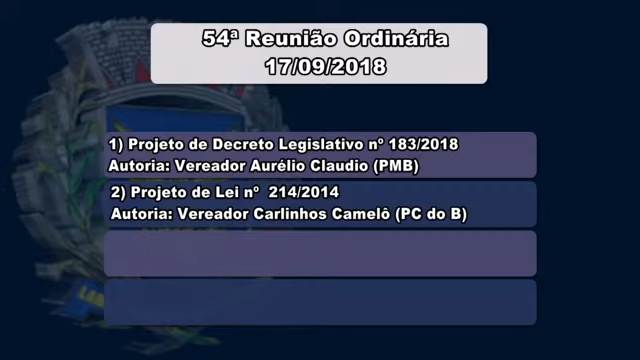 54ª Reunião Ordinária
17/09/2018
1) Projeto de Decreto Legislativo nº 183/2018
Autoria: Vereador Aurélio Claudio (PMB)
2) Projeto de Lei nº 214/2014
Autoria: Vereador Carlinhos Camelô (PC do B)